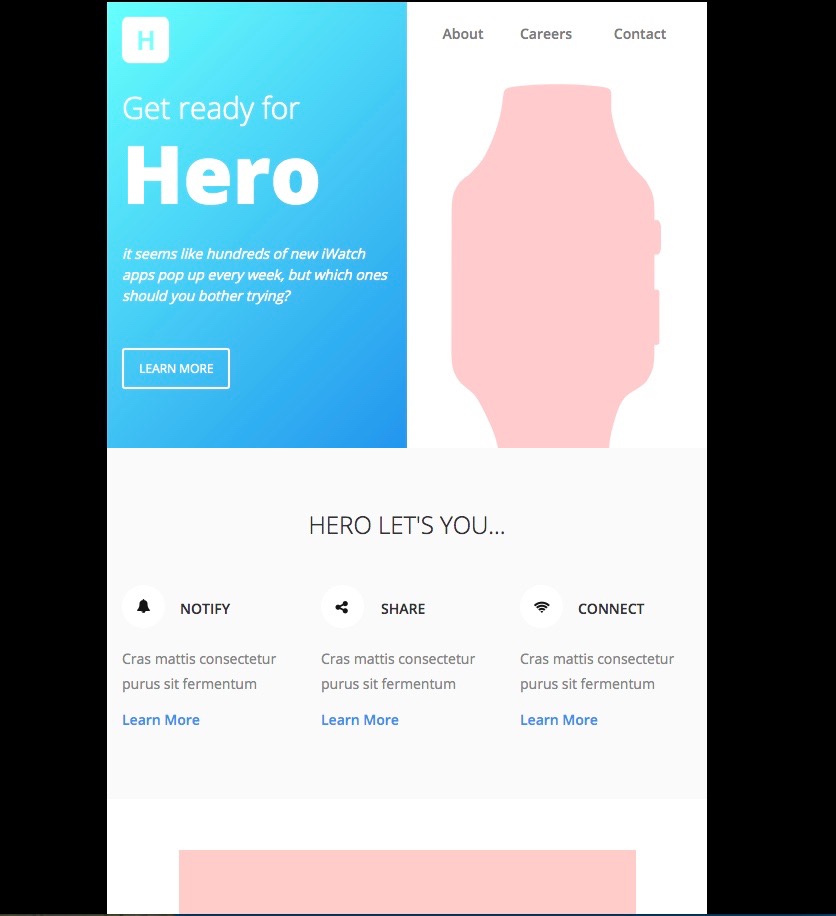 H
About Careers Contact
Get ready for
Hero
it seems like hundreds of new iWatch
apps pop up every week, but which ones
should you bother trying?
LEARN MORE
HERO LET'S YOU...
NOTIFY SHARE CONNECT
Cras mattis consectetur Cras mattis consectetur Cras mattis consectetur
purus sit fermentum purus sit fermentum purus sit fermentum
Learn More Learn More Learn More